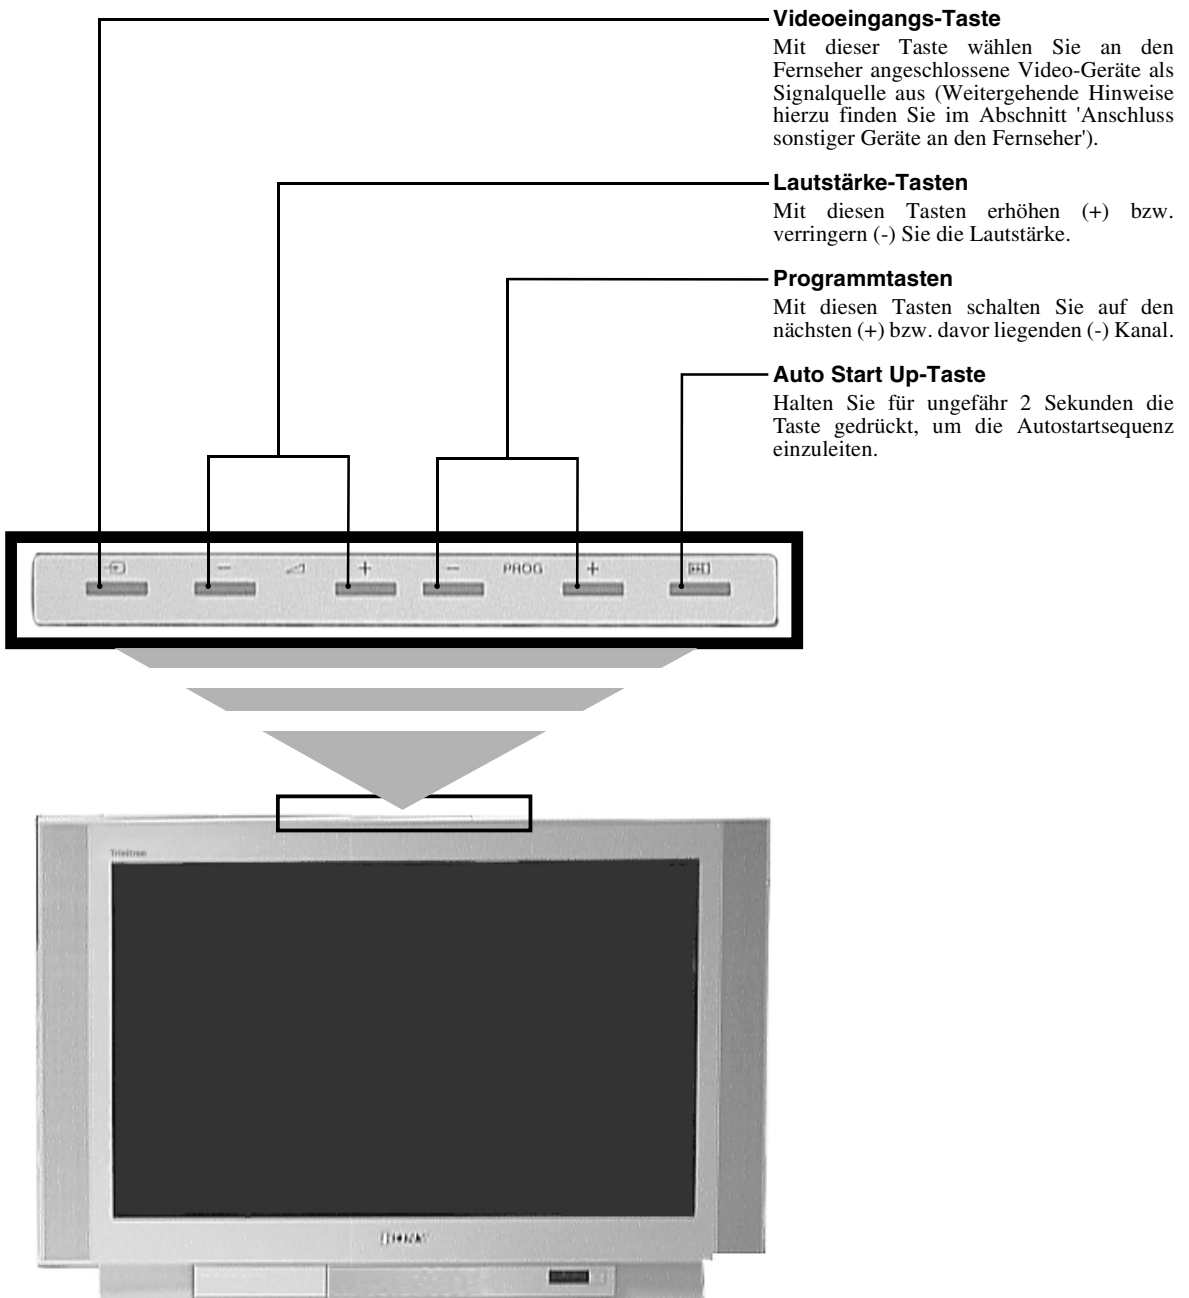 Videoeingangs-Taste
Mit dieser Taste wählen Sie an den
Fernseher angeschlossene Video-Geräte als
Signalquelle aus (Weitergehende Hinweise
hierzu finden Sie im Abschnitt 'Anschluss
sonstiger Geräte an den Fernseher').
Lautstärke-Tasten
Mit diesen Tasten erhöhen (+) bzw.
verringern (-) Sie die Lautstärke.
Programmtasten
Mit diesen Tasten schalten Sie auf den
nächsten (+) bzw. davor liegenden (-) Kanal.
Auto Start Up-Taste
Halten Sie für ungefähr 2 Sekunden die
Taste gedrückt, um die Autostartsequenz
einzuleiten.
− + − PROG +
Trinitron